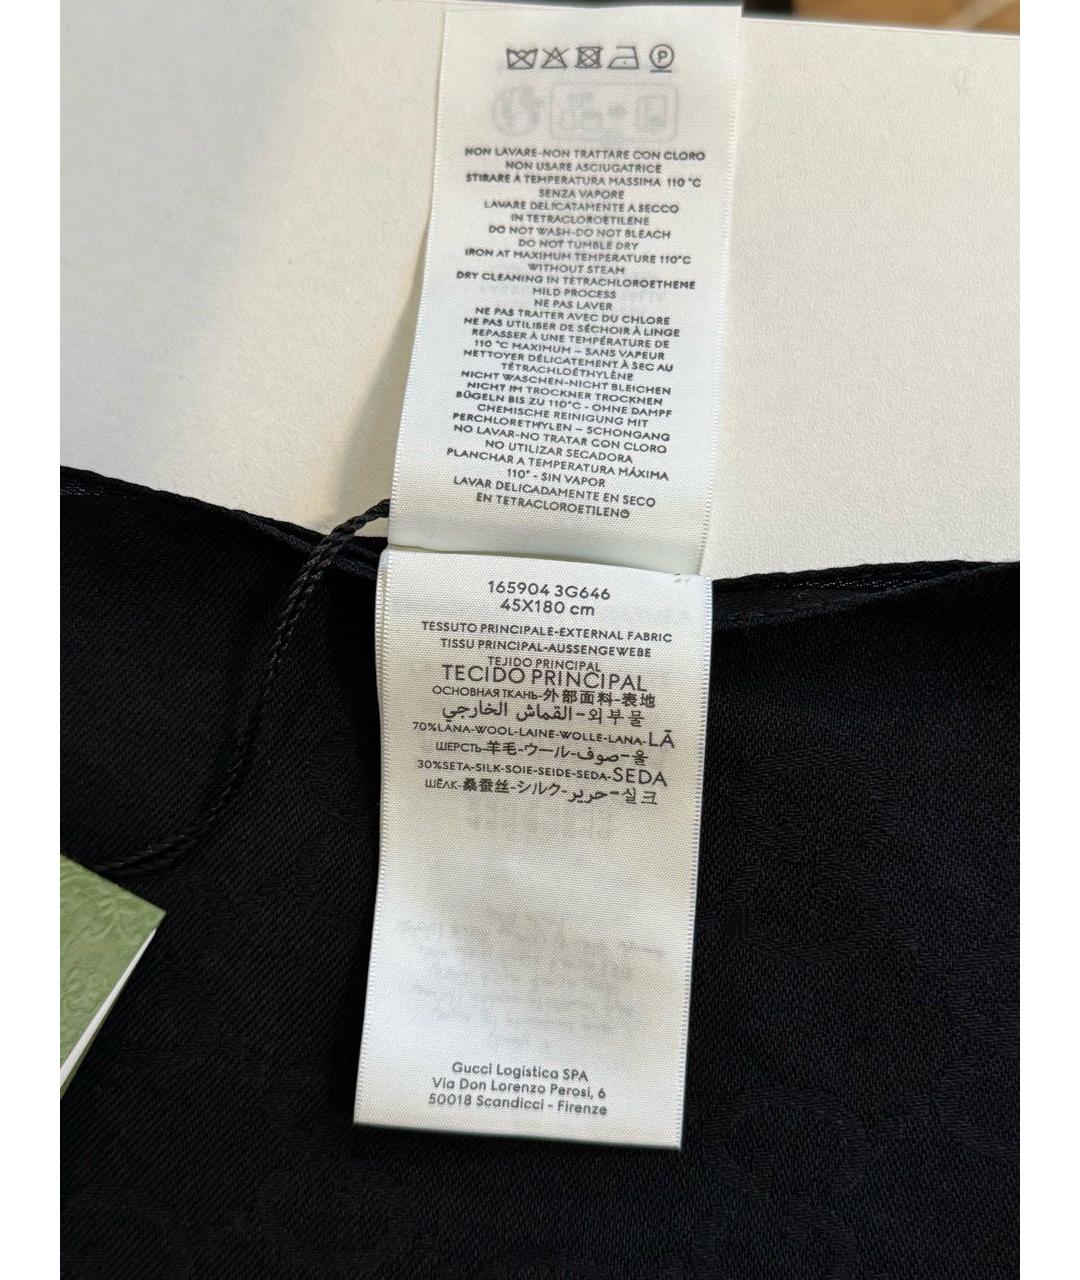 P
NON LAVARE-NON TRATTARE CON CLORO
NON USARE ASCIUGATRICE
STIRARE A TEMPERATURA MASSIMA 110 °C
SENZA VAPORE
LAVARE DELICATAMENTE A SECCO
IN TETRACLOROETILENE
DO NOT WASH-DO NOT BLEACH
DO NOT TUMBLE DRY
IRON AT MAXIMUM TEMPERATURE 110°C
WITHOUT STEAM
DRY CLEANING IN TETRACHLOROETHEME
MILD PROCESS
NE PAS LAVER
NE PAS TRAITER AVEC DU CHLORE
NE PAS UTILISER DE SÉCHOIR À LINGE
REPASSER À UNE TEMPÉRATURE DE
110 °C MAXIMUM – SANS VAPEUR
NETTOYER DÉLICATEMENT À SEC AU
TÉTRACHLOÉTHYLÈNE
NICHT WASCHEN-NICHT BLEICHEN
NICHT IM TROCKNER TROCKNEN
BÜGELN BIS ZU 110°C - OHNE DAMPF
CHEMISCHE REINIGUNG MIT
PERCHLORETHYLEN – SCHONGANG
NO LAVAR-NO TRATAR CON CLORO
NO UTILIZAR SECADORA
PLANCHAR A TEMPERATURA MÁXIMA
110° - SIN VAPOR
LAVAR DELICADAMENTE EN SECO
EN TETRACLOROETILENO
165904 3G646
45X180 cm
TESSUTO PRINCIPALE-EXTERNAL FABRIC
TISSU PRINCIPAL-AUSSENGEWEBE
TEJIDO PRINCIPAL
TECIDO PRINCIPAL
ОСНОВНАЯ ТКАНЬ-外部面料-表地
القماش الخارجي-외부물
70%LANA-WOOL-LAINE-WOLLE-LANA-LÃ
ШЕРСТЬ-羊毛-ウール-صوف-울
30%SETA-SILK-SOIE-SEIDE-SEDA-SEDA
ШЁЛК-桑蚕丝-シルク-حرير-실크
Gucci Logistica SPA
Via Don Lorenzo Perosi, 6
50018 Scandicci - Firenze